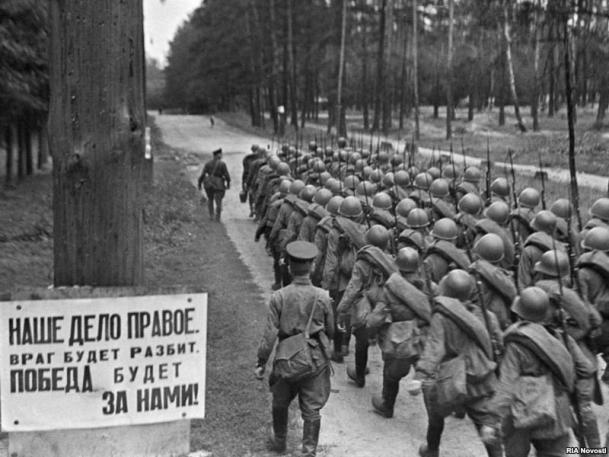 НАШЕ ДЕЛО ПРАВОЕ.
ВРАГ БУДЕТ РАЗБИТ.
ПОБЕДА БУДЕТ
ЗА НАМИ!
RIA Novosti